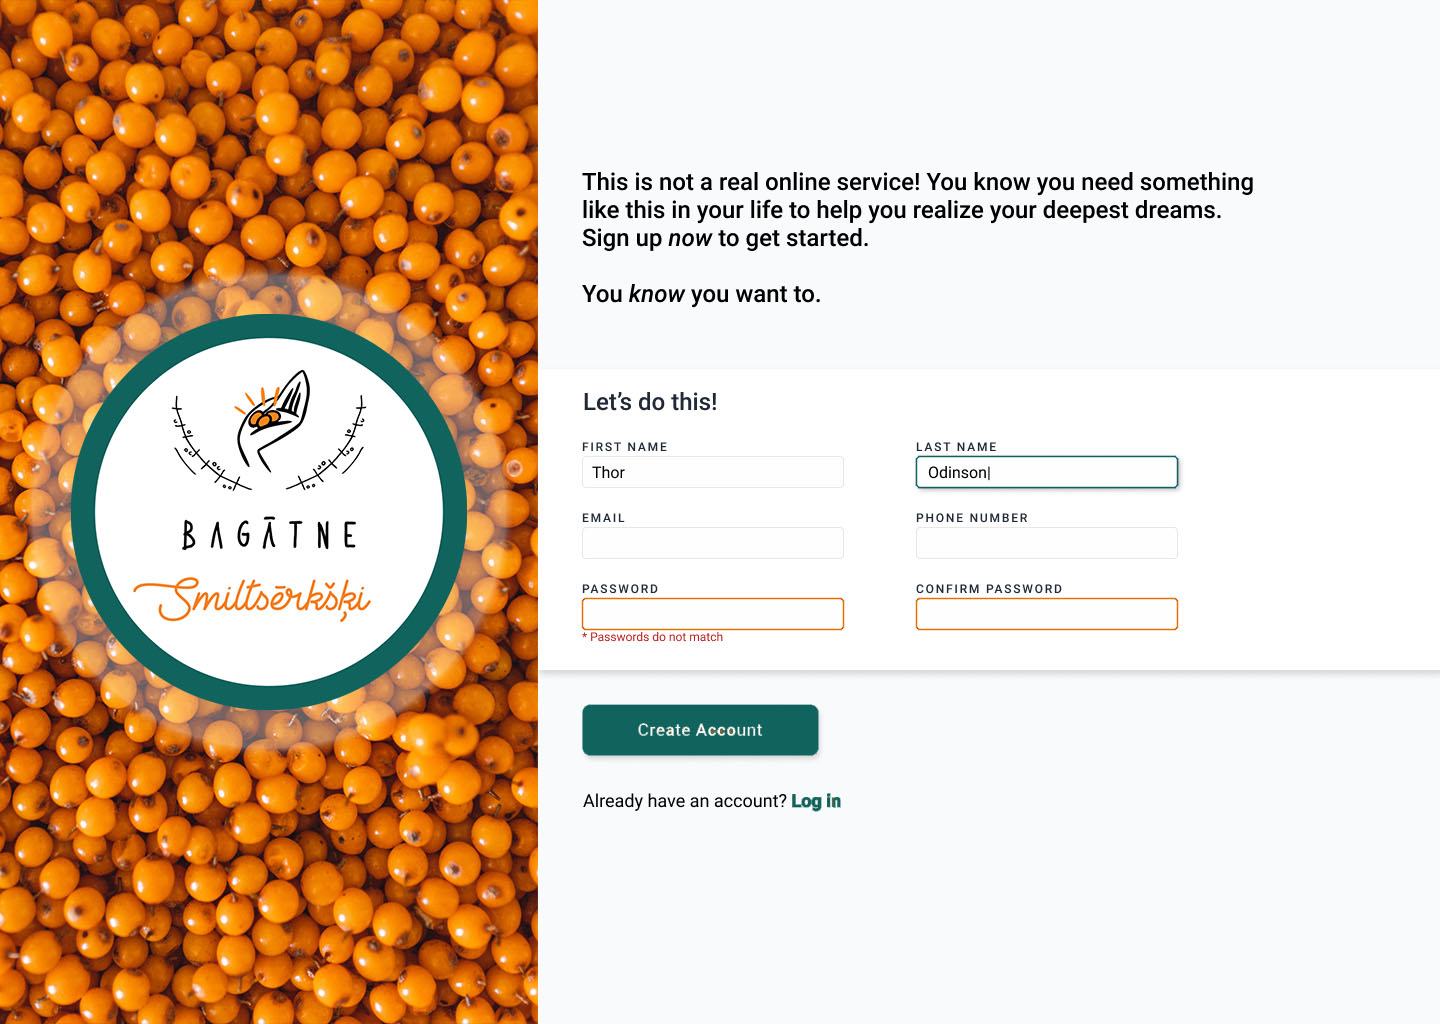 BAGĀTNE
Smiltsērkšķi
This is not a real online service! You know you need something
like this in your life to help you realize your deepest dreams.
Sign up now to get started.
You know you want to.
Let’s do this!
FIRST NAME
LAST NAME
Thor
Odinson
EMAIL
PHONE NUMBER
PASSWORD
CONFIRM PASSWORD
* Passwords do not match
Create Account
Already have an account? Log in